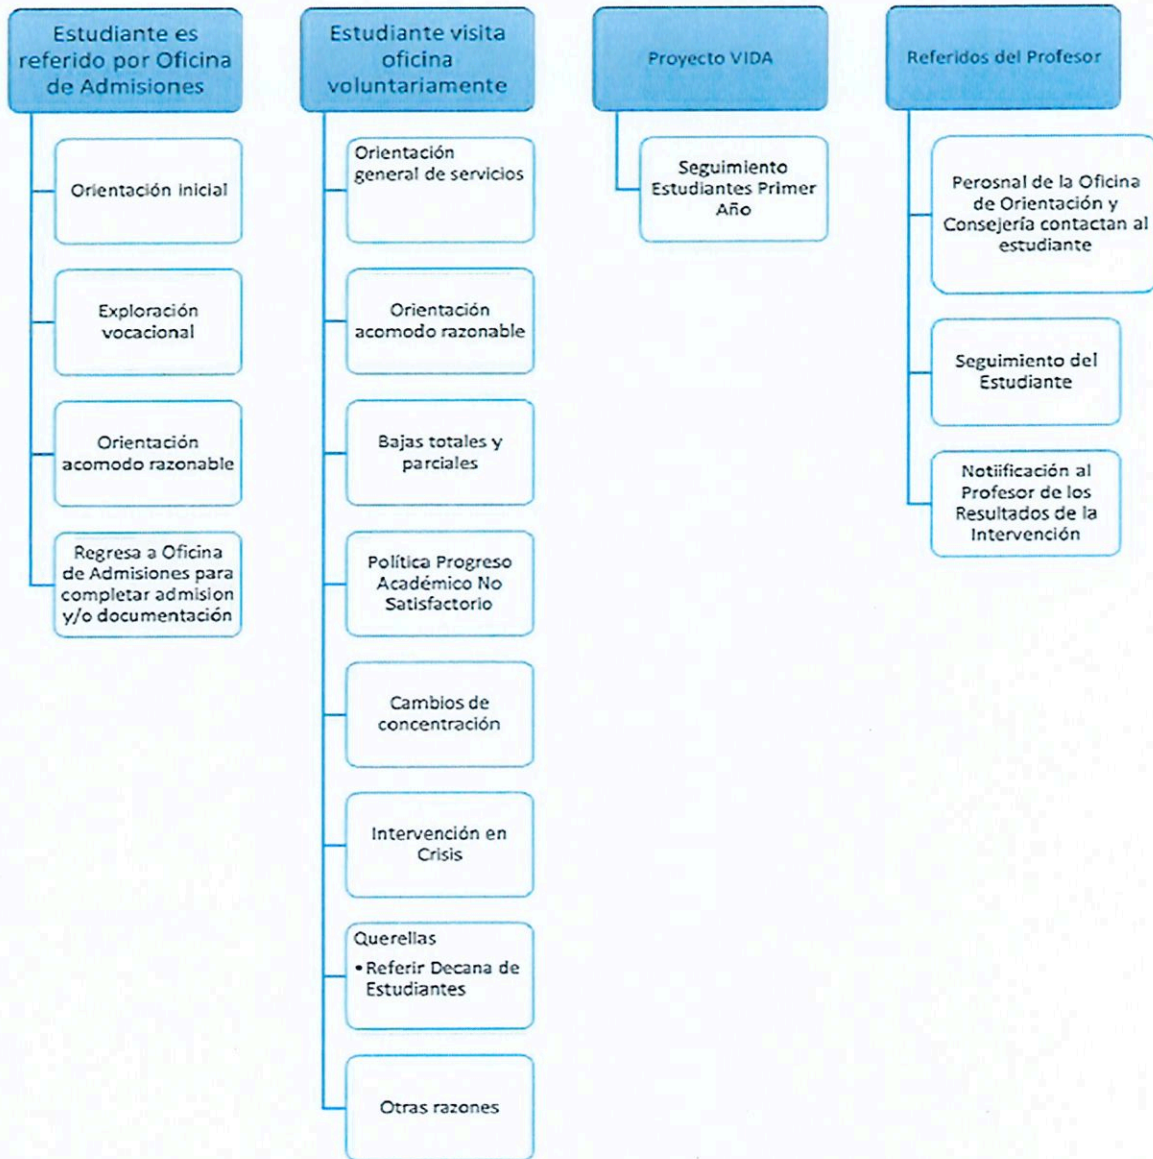 Estudiante es
referido por Oficina
de Admisiones
Orientación inicial
Exploración
vocacional
Orientación
acomodo razonable
Regresa a Oficina
de Admisiones para
completar admision
y/o documentación
Estudiante visita
oficina
voluntariamente
Orientación
general de servicios
Orientación
acomodo razonable
Bajas totales y
parciales
Política Progreso
Académico No
Satisfactorio
Cambios de
concentración
Intervención en
Crisis
Querellas
• Referir Decana de
Estudiantes
Otras razones
Proyecto VIDA
Seguimiento
Estudiantes Primer
Año
Referidos del Profesor
Perosnal de la Oficina
de Orientación y
Consejería contactan al
estudiante
Seguimiento del
Estudiante
Notiificación al
Profesor de los
Resultados de la
Intervención